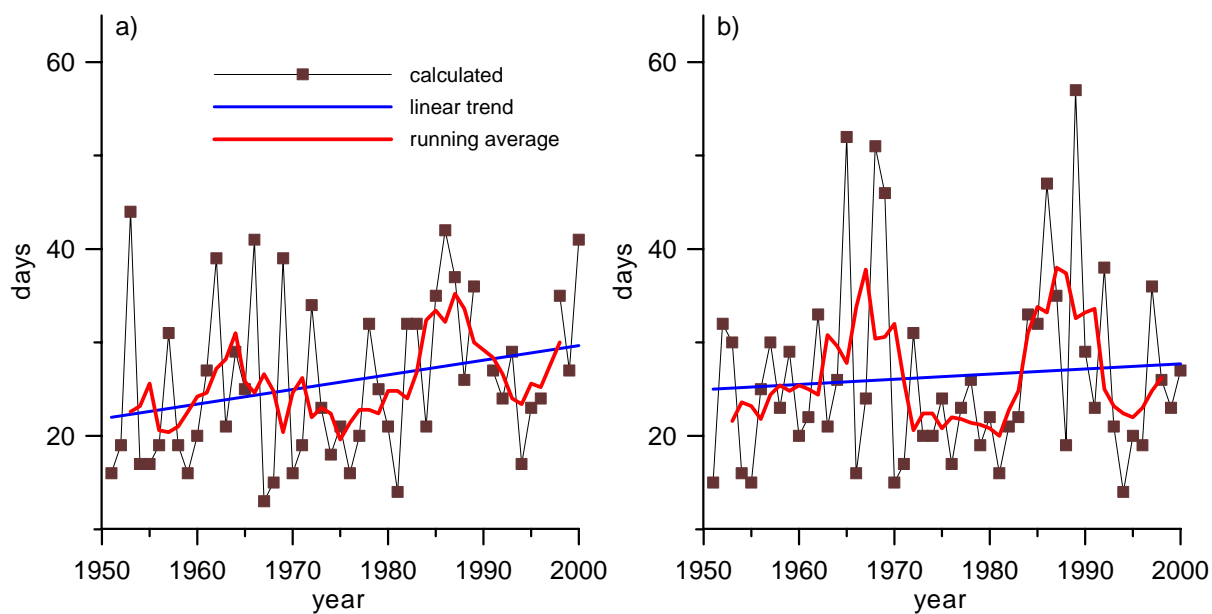 a)
60
calculated
linear trend
running average
40
days
20
1950 1960 1970 1980 1990 2000
year
b)
60
40
days
20
1950 1960 1970 1980 1990 2000
year